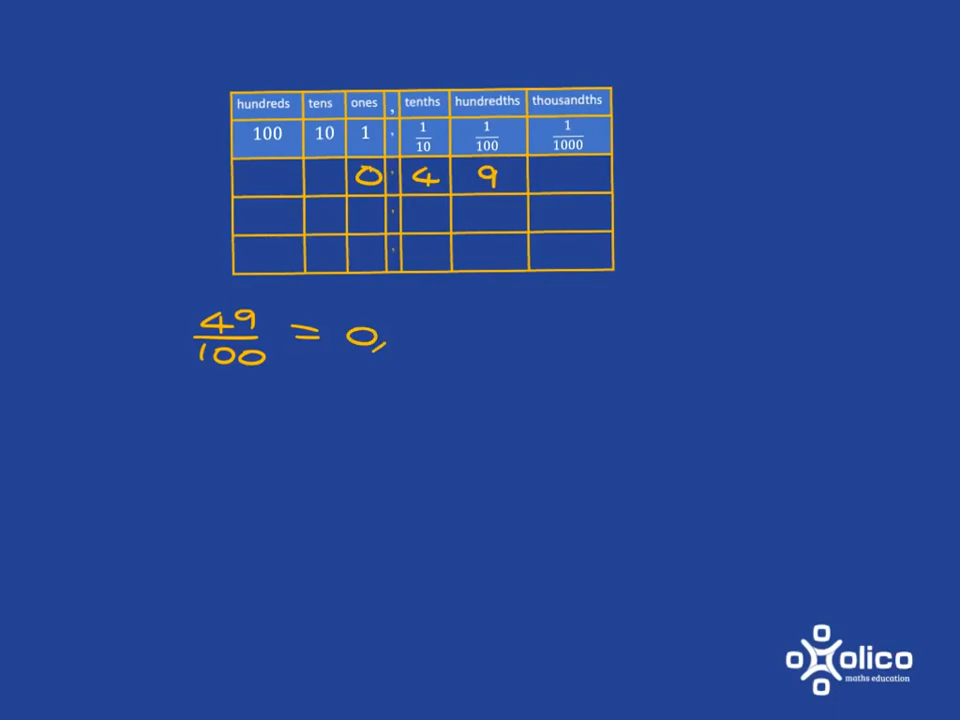 hundreds tens ones , tenths hundredths thousandths
100 10 1 , 1/10 1/100 1/1000
0 , 4 9
,
,
49/100 = 0,
olico
maths education